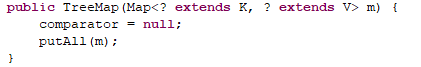 public TreeMap(Map<? extends K, ? extends V> m) {
    comparator = null;
    putAll(m);
}